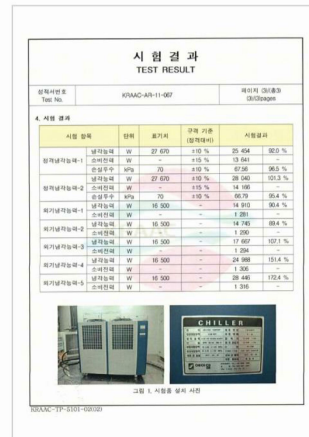 시 험 결 과
TEST RESULT
성적서번호 Test No. KRAAC-AR-11-067 페이지 (3)/(총3) (3)/(3)pages
4. 시험 결과
시험 항목 단위 표기치 규격 기준 (정격대비) 시험결과
정격냉각능력-1 냉각능력 W 27 670 ±10 % 25 454 92.0 %
소비전력 W - ±15 % 13 641 -
손실두수 kPa 70 ±10 % 67.56 96.5 %
정격냉각능력-2 냉각능력 W 27 670 ±10 % 28 040 101.3 %
소비전력 W - ±15 % 14 166 -
손실두수 kPa 70 ±10 % 66.79 95.4 %
외기냉각능력-1 냉각능력 W 16 500 - 14 910 90.4 %
소비전력 W - - 1 281 -
외기냉각능력-2 냉각능력 W 16 500 - 14 745 89.4 %
소비전력 W - - 1 290 -
외기냉각능력-3 냉각능력 W 16 500 - 17 667 107.1 %
소비전력 W - - 1 294 -
외기냉각능력-4 냉각능력 W 16 500 - 24 988 151.4 %
소비전력 W - - 1 306 -
외기냉각능력-5 냉각능력 W 16 500 - 28 446 172.4 %
소비전력 W - - 1 316 -
CHILLER
그림 1. 시험품 설치 사진
KRAAC-TP-5101-02(02)